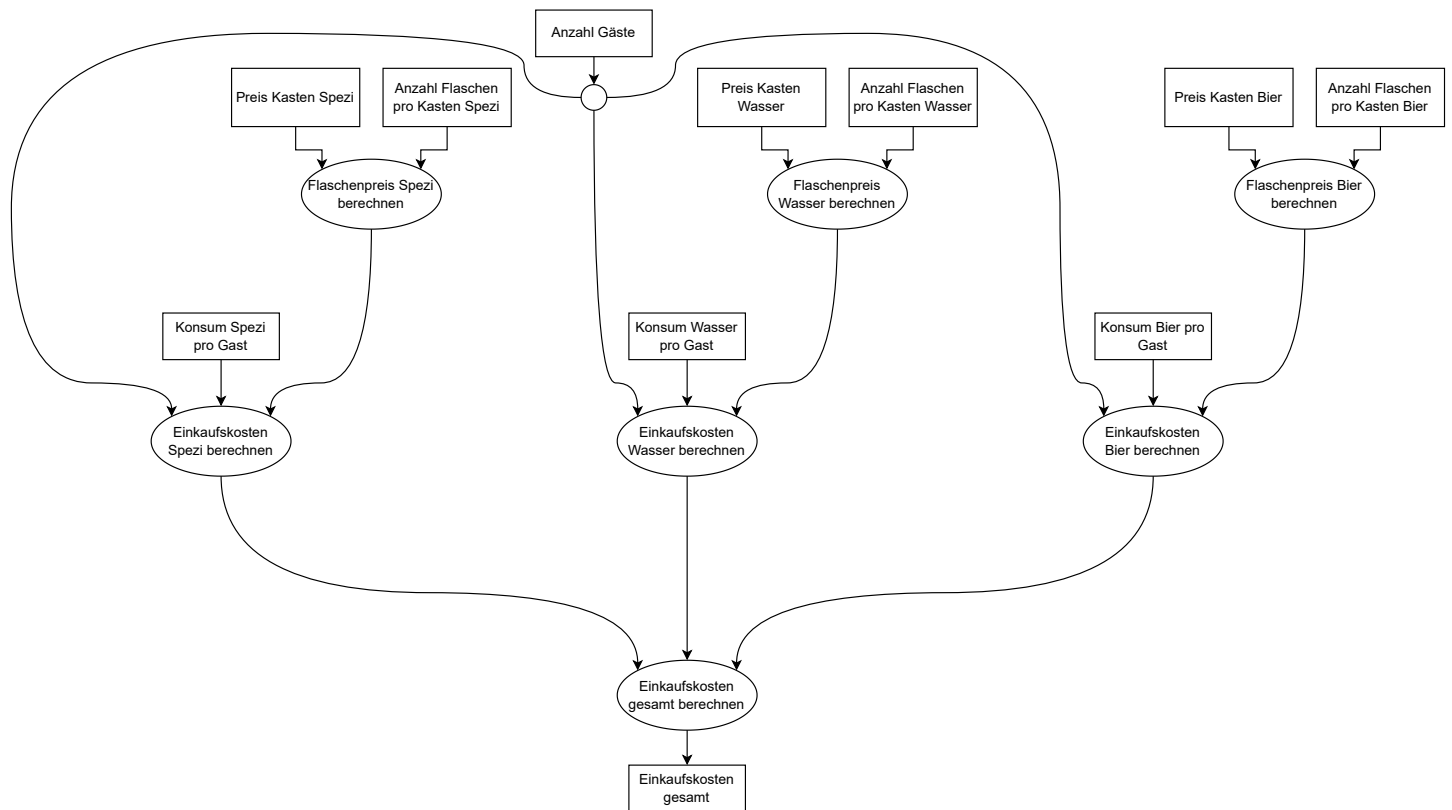 Anzahl Gäste
Preis Kasten Spezi
Anzahl Flaschen
pro Kasten Spezi
Preis Kasten
Wasser
Anzahl Flaschen
pro Kasten Wasser
Preis Kasten Bier
Anzahl Flaschen
pro Kasten Bier
Flaschenpreis Spezi
berechnen
Flaschenpreis
Wasser berechnen
Flaschenpreis Bier
berechnen
Konsum Spezi
pro Gast
Konsum Wasser
pro Gast
Konsum Bier pro
Gast
Einkaufskosten
Spezi berechnen
Einkaufskosten
Wasser berechnen
Einkaufskosten
Bier berechnen
Einkaufskosten
gesamt berechnen
Einkaufskosten
gesamt